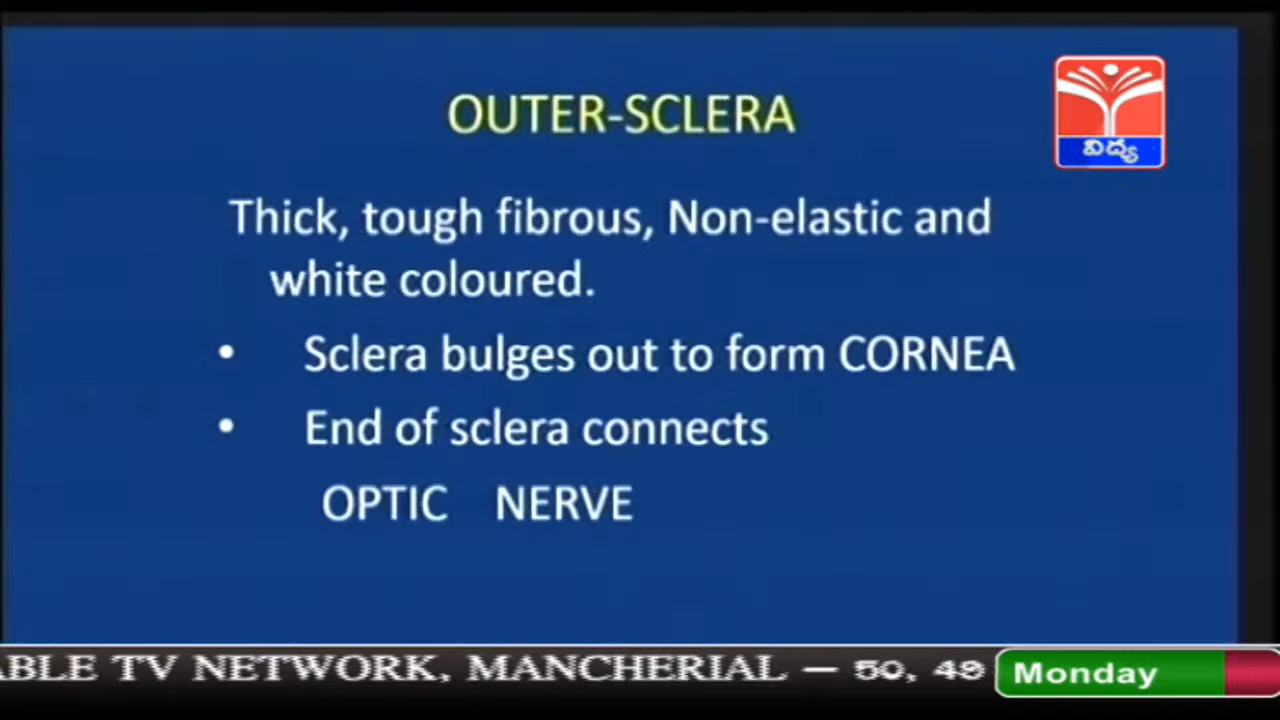 OUTER-SCLERA
విద్య
Thick, tough fibrous, Non-elastic and
white coloured.
• Sclera bulges out to form CORNEA
• End of sclera connects
OPTIC NERVE
ABLE TV NETWORK, MANCHERIAL — 50, 49
Monday